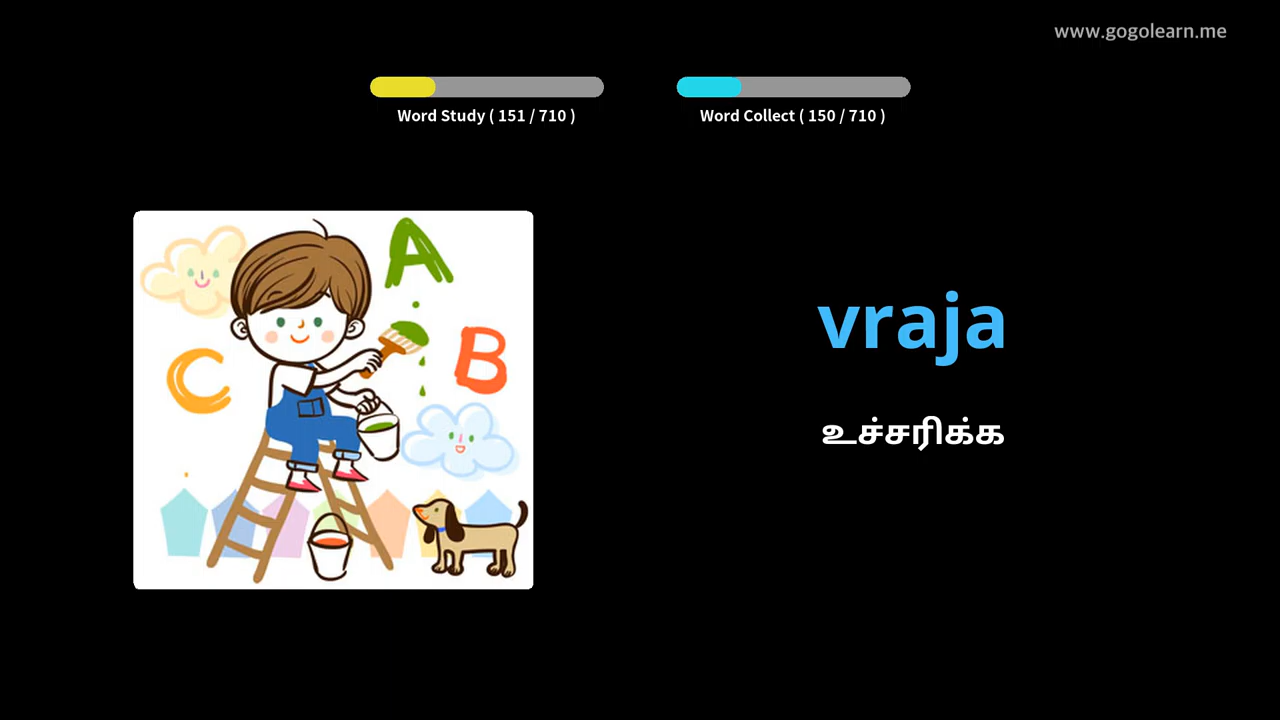 www.gogolearn.me
Word Study ( 151 / 710 )
Word Collect ( 150 / 710 )
A
B
C
vraja
உச்சரிக்க